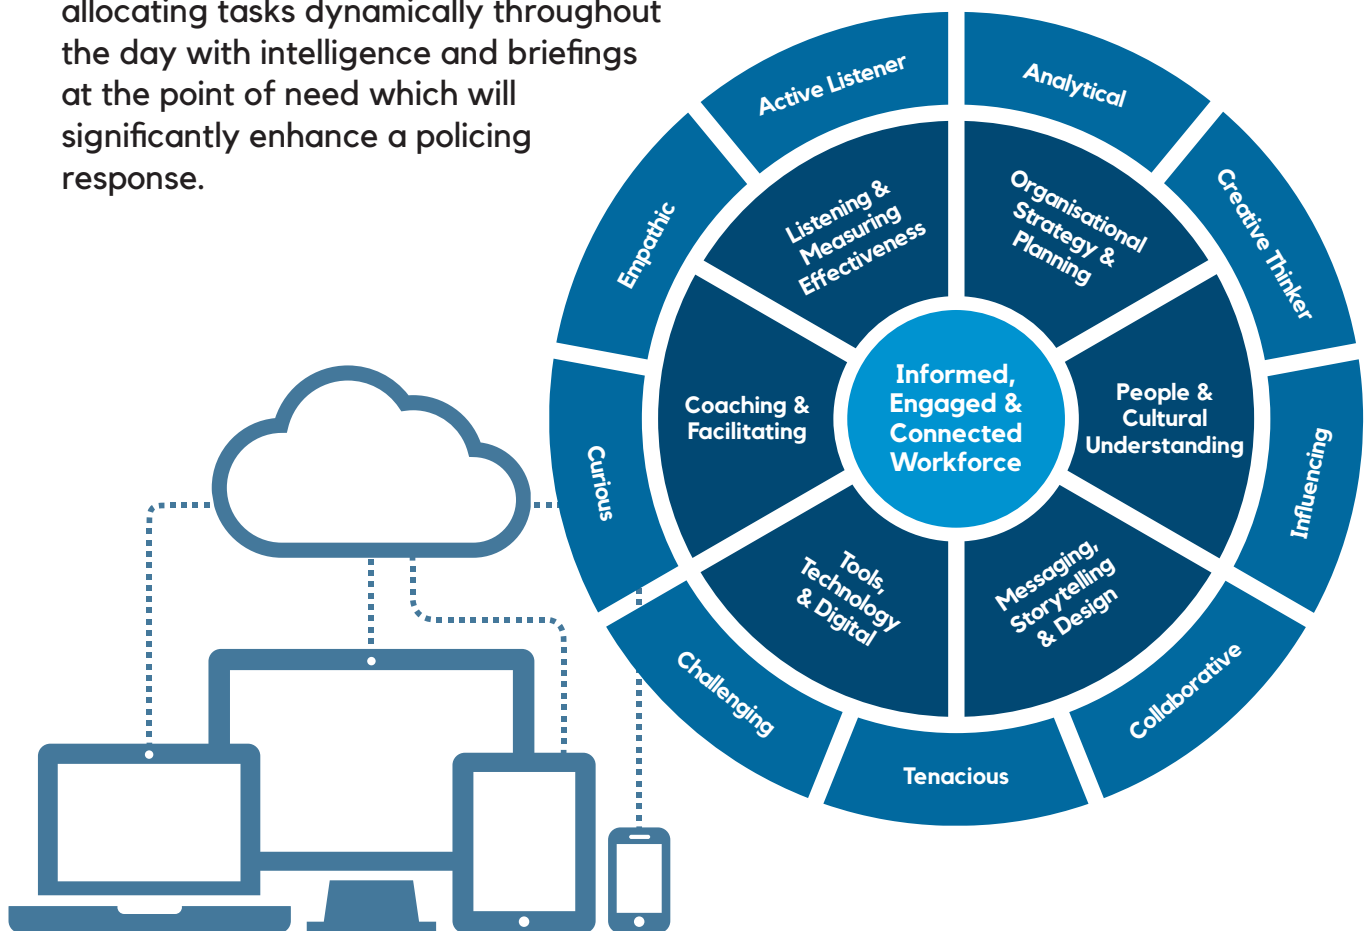 allocating tasks dynamically throughout
the day with intelligence and briefings
at the point of need which will
significantly enhance a policing
response.
Active Listener
Analytical
Creative Thinker
Influencing
Collaborative
Tenacious
Challenging
Curious
Empathic
Listening &
Measuring
Effectiveness
Organisational
Strategy &
Planning
People &
Cultural
Understanding
Messaging,
Storytelling
& Design
Tools,
Technology
& Digital
Coaching &
Facilitating
Informed,
Engaged &
Connected
Workforce